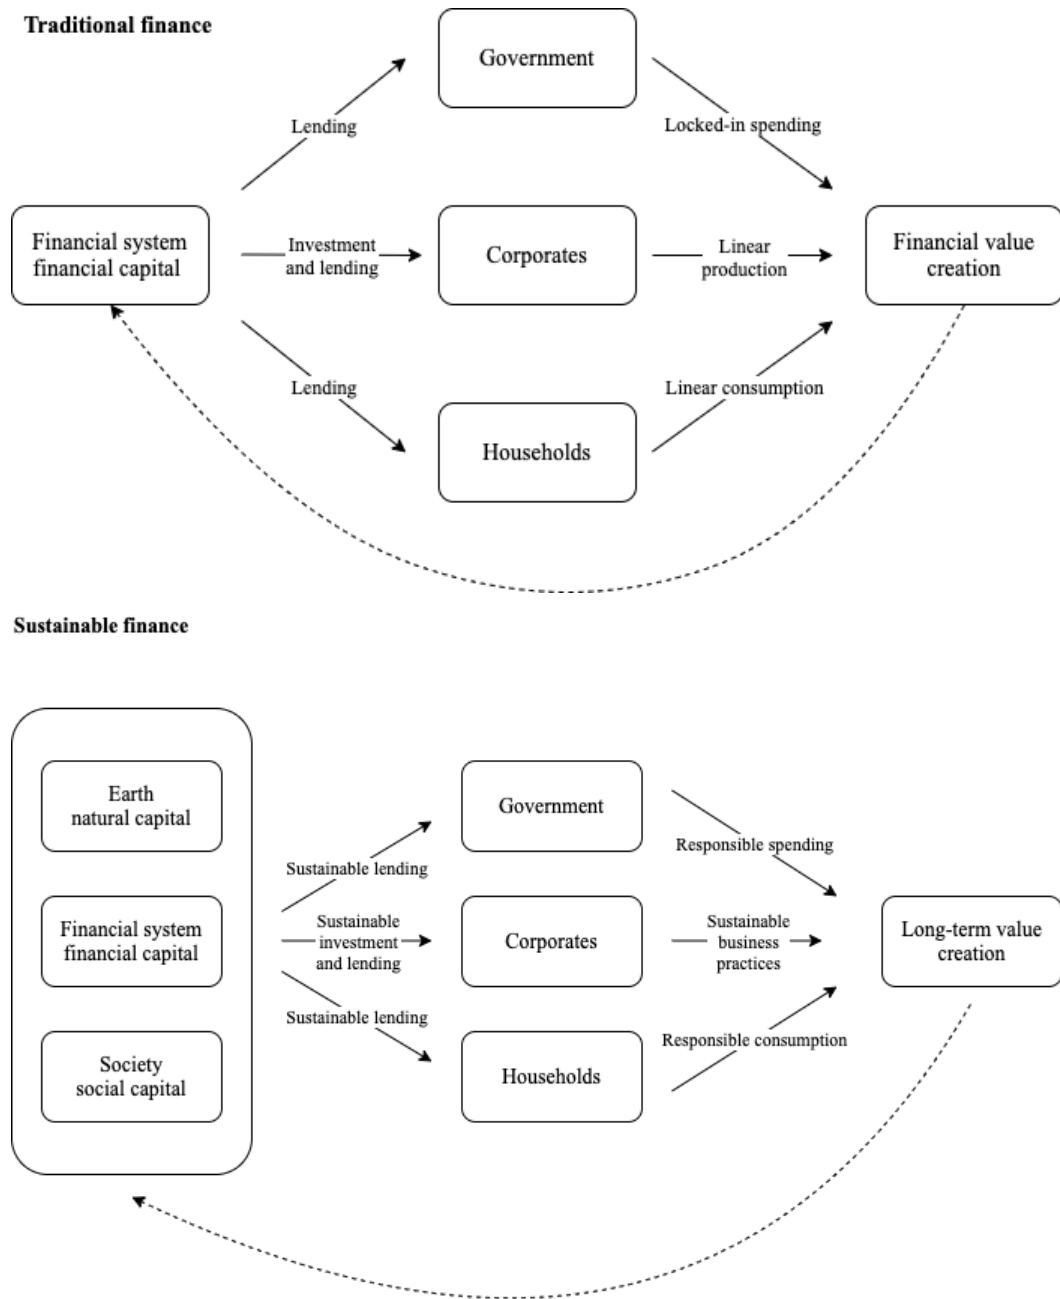 Traditional finance
Government
Lending
Locked-in spending
Financial system
financial capital
Investment
and lending
Corporates
Linear
production
Financial value
creation
Lending
Linear consumption
Households
Sustainable finance
Earth
natural capital
Government
Sustainable lending
Responsible spending
Financial system
financial capital
Sustainable
investment
and lending
Corporates
Sustainable
business
practices
Long-term value
creation
Sustainable lending
Responsible consumption
Society
social capital
Households